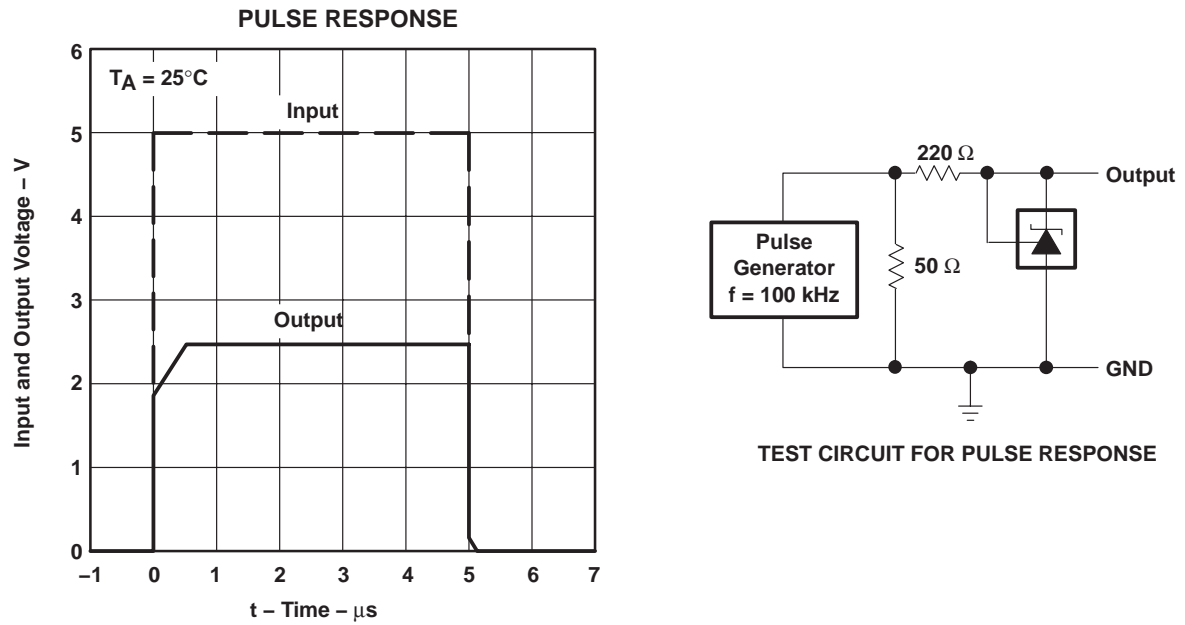 PULSE RESPONSE
6
TA = 25°C
Input
5
4
3
Output
2
1
0
Input and Output Voltage – V
–1 0 1 2 3 4 5 6 7
t – Time – μs
220 Ω
Output
Pulse
Generator
f = 100 kHz
50 Ω
GND
TEST CIRCUIT FOR PULSE RESPONSE